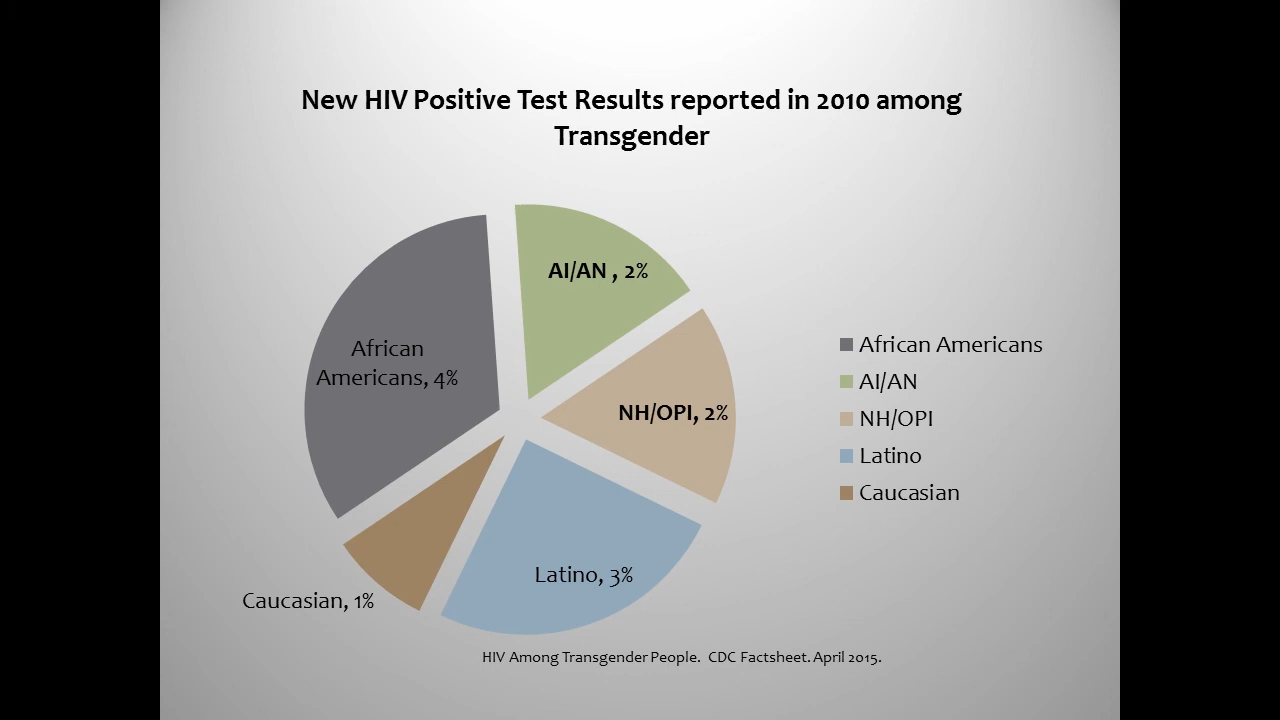 New HIV Positive Test Results reported in 2010 among
Transgender
AI/AN , 2%
African
Americans, 4%
NH/OPI, 2%
Latino, 3%
Caucasian, 1%
African Americans
AI/AN
NH/OPI
Latino
Caucasian
HIV Among Transgender People.  CDC Factsheet. April 2015.